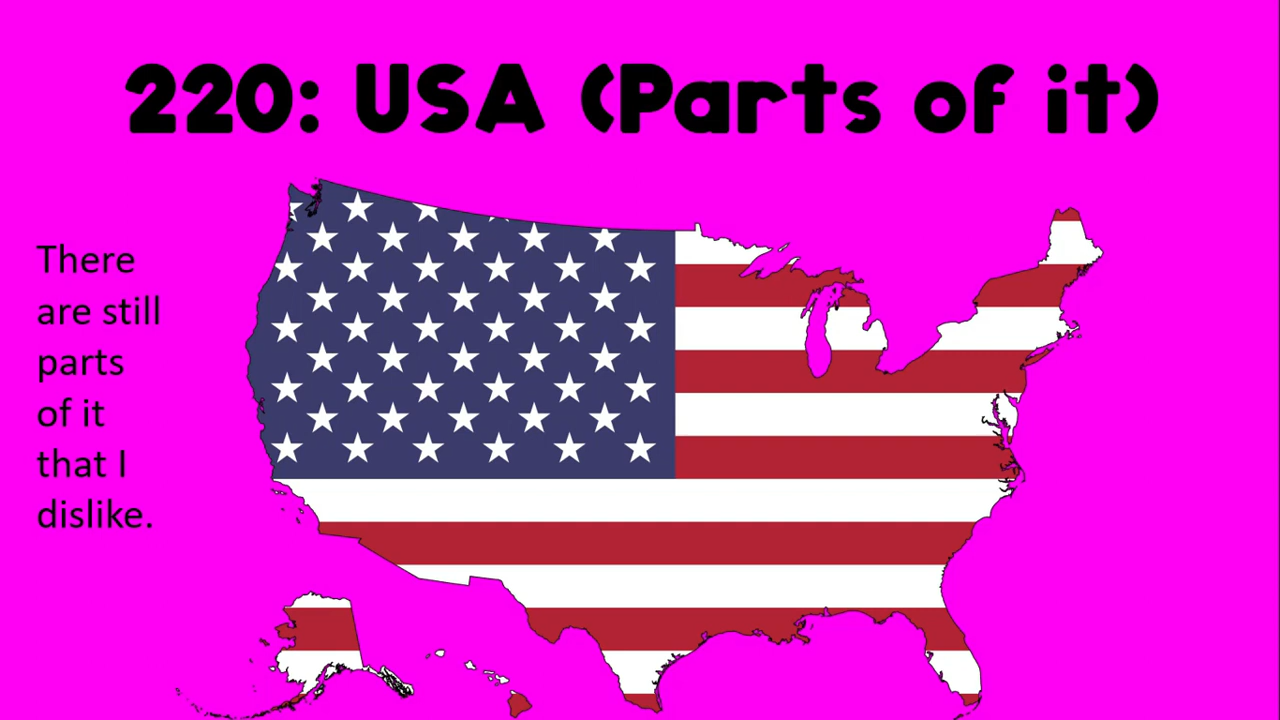 220: USA (Parts of it)
There
are still
parts
of it
that I
dislike.